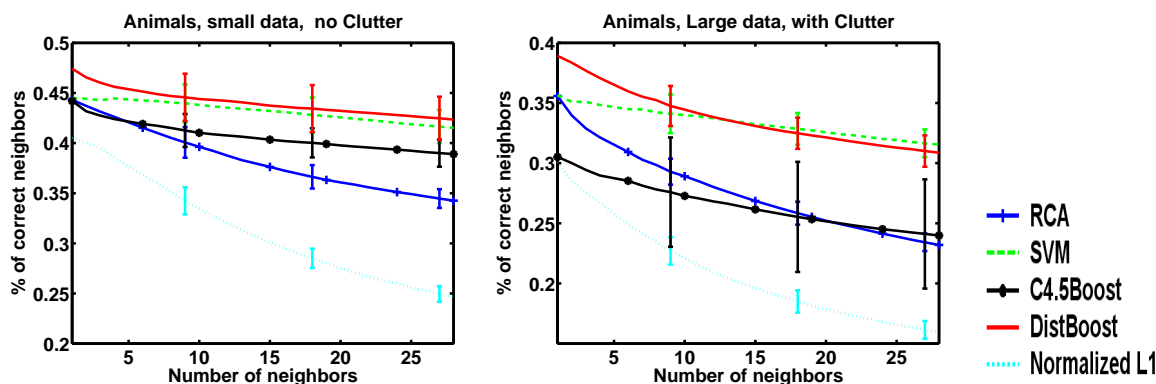 Animals, small data, no Clutter
0.5
0.45
0.4
0.35
0.3
0.25
0.2
% of correct neighbors
5 10 15 20 25
Number of neighbors
Animals, Large data, with Clutter
0.4
0.35
0.3
0.25
0.2
% of correct neighbors
5 10 15 20 25
Number of neighbors
RCA
SVM
C4.5Boost
DistBoost
Normalized L1